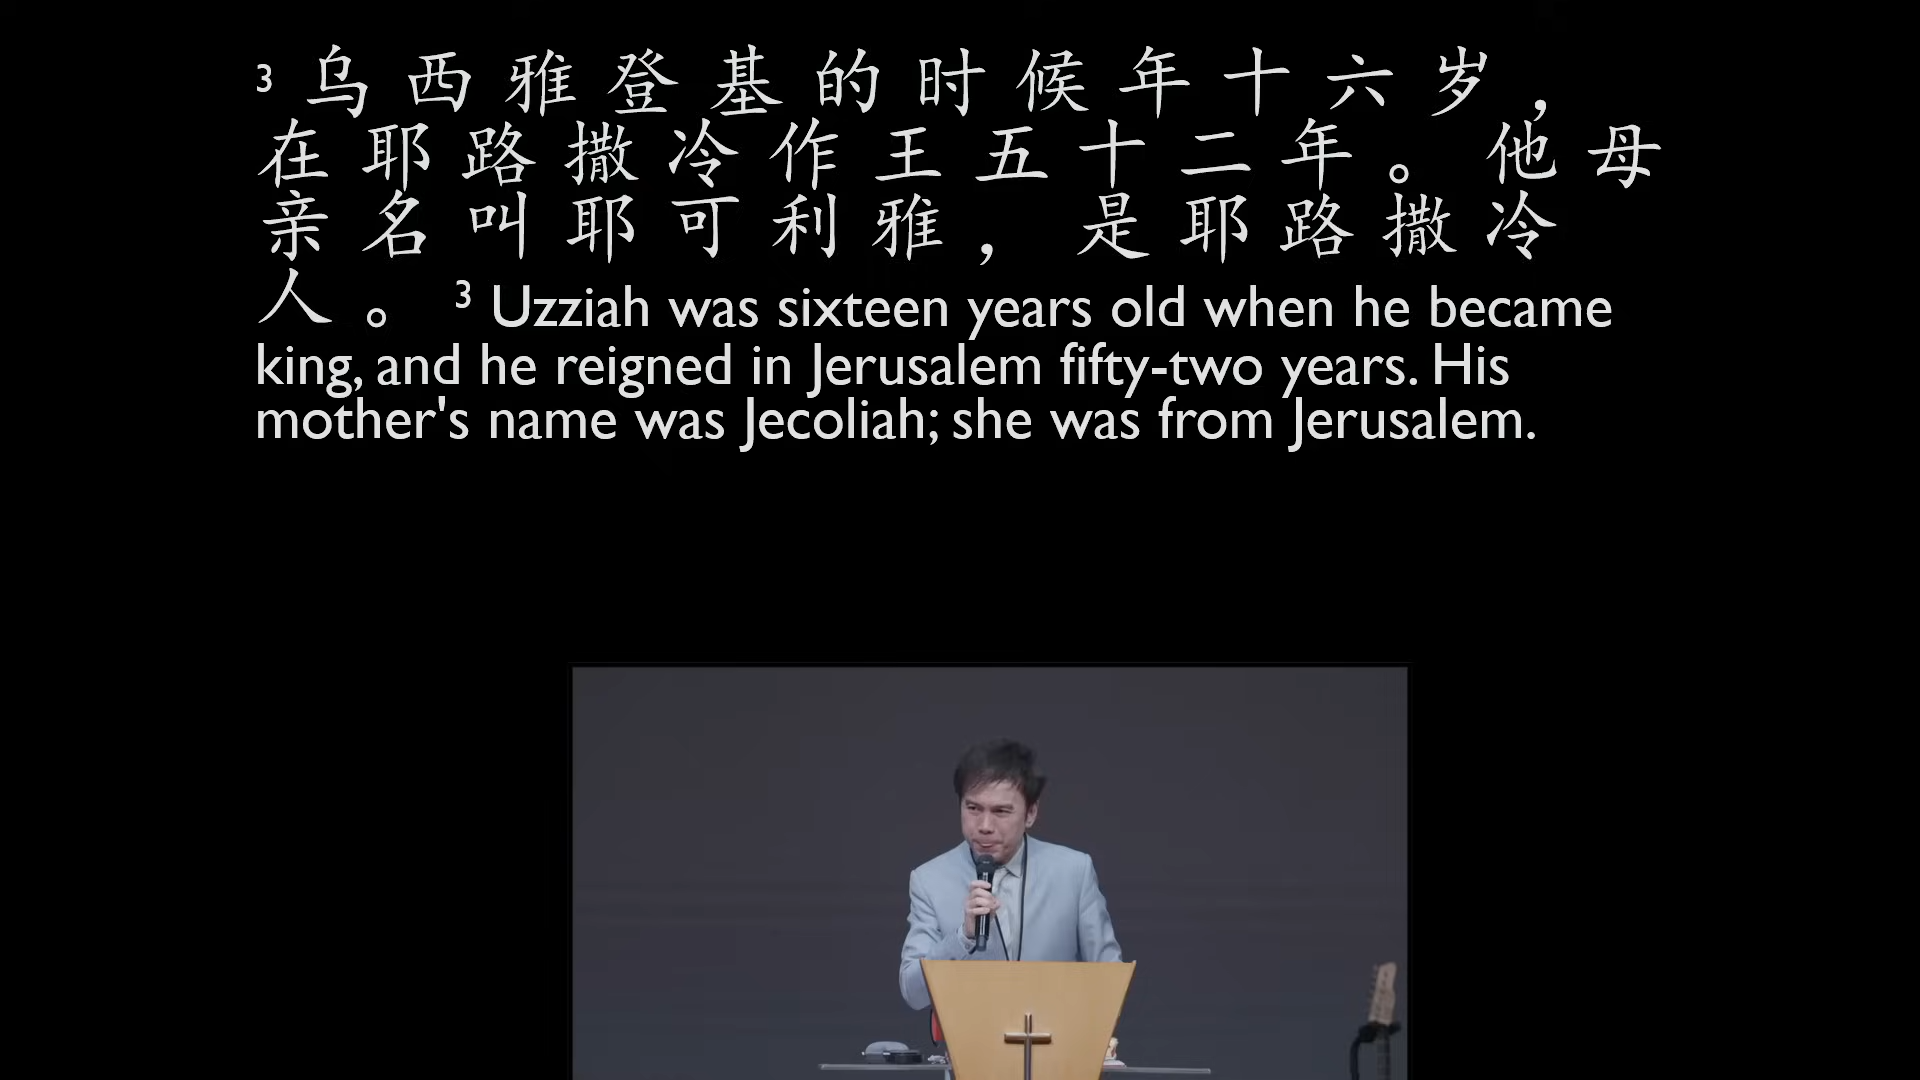 3 乌西雅登基的时候年十六岁，
在耶路撒冷作王五十二年。他母
亲名叫耶可利雅，是耶路撒冷
人。 3 Uzziah was sixteen years old when he became
king, and he reigned in Jerusalem fifty-two years. His
mother's name was Jecoliah; she was from Jerusalem.